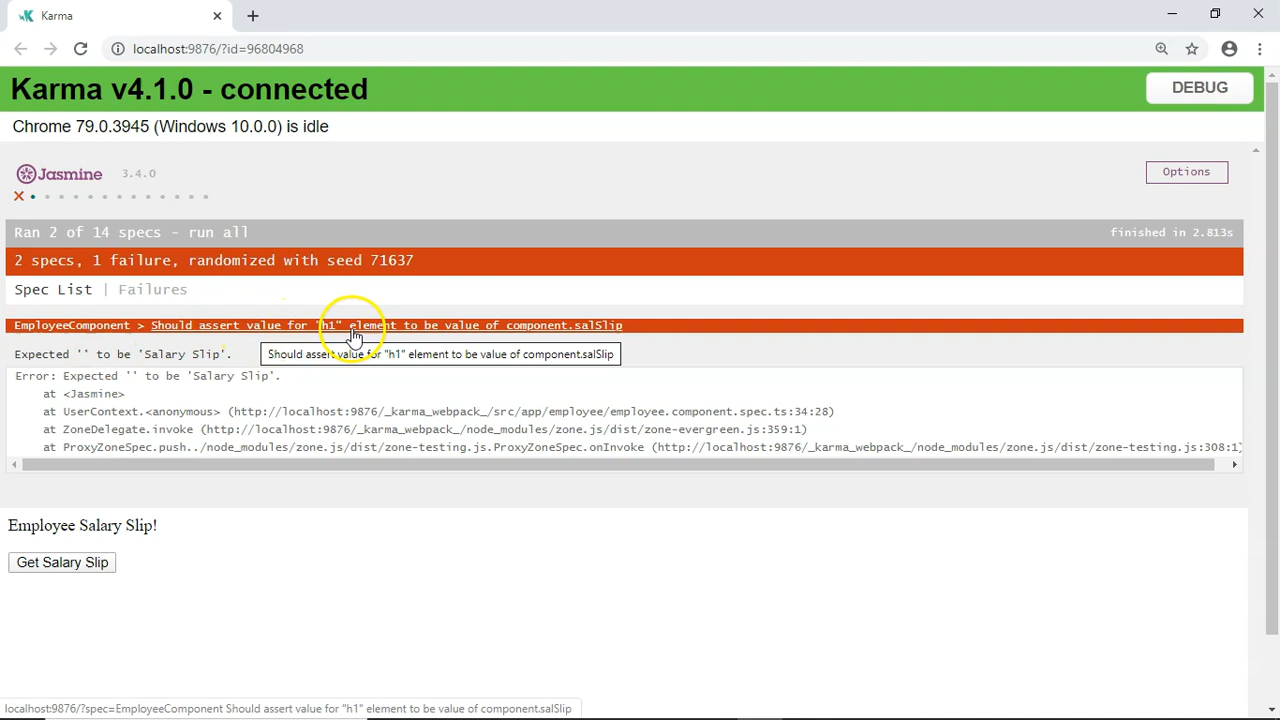 Karma
localhost:9876/?id=96804968
Karma v4.1.0 - connected
DEBUG
Chrome 79.0.3945 (Windows 10.0.0) is idle
Jasmine 3.4.0
Options
Ran 2 of 14 specs - run all
finished in 2.813s
2 specs, 1 failure, randomized with seed 71637
Spec List | Failures
EmployeeComponent > Should assert value for "h1" element to be value of component.salSlip
Expected '' to be 'Salary Slip'.
Should assert value for "h1" element to be value of component.salSlip
Error: Expected '' to be 'Salary Slip'.
at <Jasmine>
at UserContext.<anonymous> (http://localhost:9876/_karma_webpack_/src/app/employee/employee.component.spec.ts:34:28)
at ZoneDelegate.invoke (http://localhost:9876/_karma_webpack_/node_modules/zone.js/dist/zone-evergreen.js:359:1)
at ProxyZoneSpec.push../node_modules/zone.js/dist/zone-testing.js.ProxyZoneSpec.onInvoke (http://localhost:9876/_karma_webpack_/node_modules/zone.js/dist/zone-testing.js:308:1)
Employee Salary Slip!
Get Salary Slip
localhost:9876/?spec=EmployeeComponent Should assert value for "h1" element to be value of component.salSlip